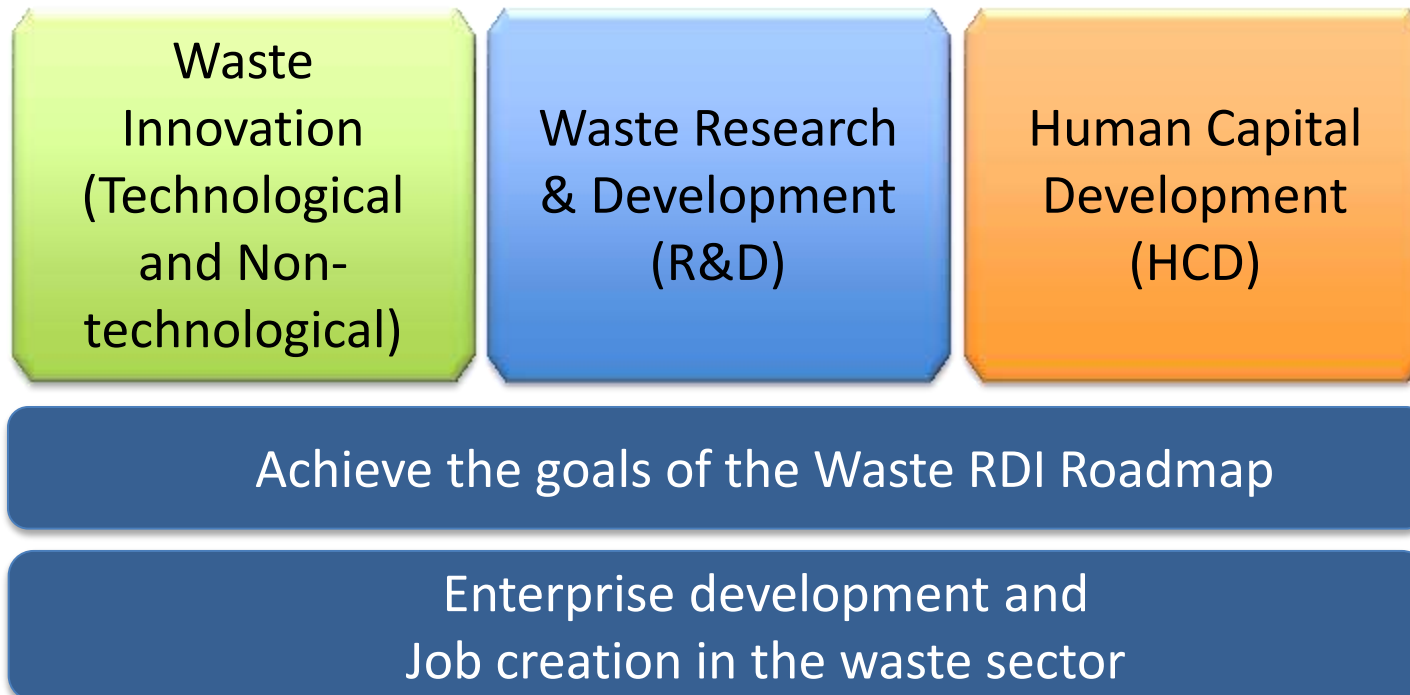 Waste
Innovation
(Technological
and Non-
technological)
Waste Research
& Development
(R&D)
Human Capital
Development
(HCD)
Achieve the goals of the Waste RDI Roadmap
Enterprise development and
Job creation in the waste sector